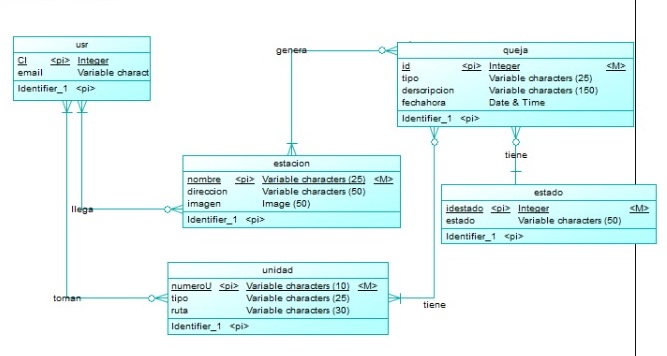 usr
CI <pi> Integer
email Variable charact
Identifier_1 <pi>
genera
queja
id <pi> Integer <M>
tipo Variable characters (25)
derscripcion Variable characters (150)
fechahora Date & Time
Identifier_1 <pi>
tiene
estacion
nombre <pi> Variable characters (25) <M>
direccion Variable characters (50)
imagen Image (50)
Identifier_1 <pi>
llega
estado
idestado <pi> Integer <M>
estado Variable characters (50)
Identifier_1 <pi>
unidad
numeroU <pi> Variable characters (10) <M>
tipo Variable characters (25)
ruta Variable characters (30)
Identifier_1 <pi>
toman
tiene